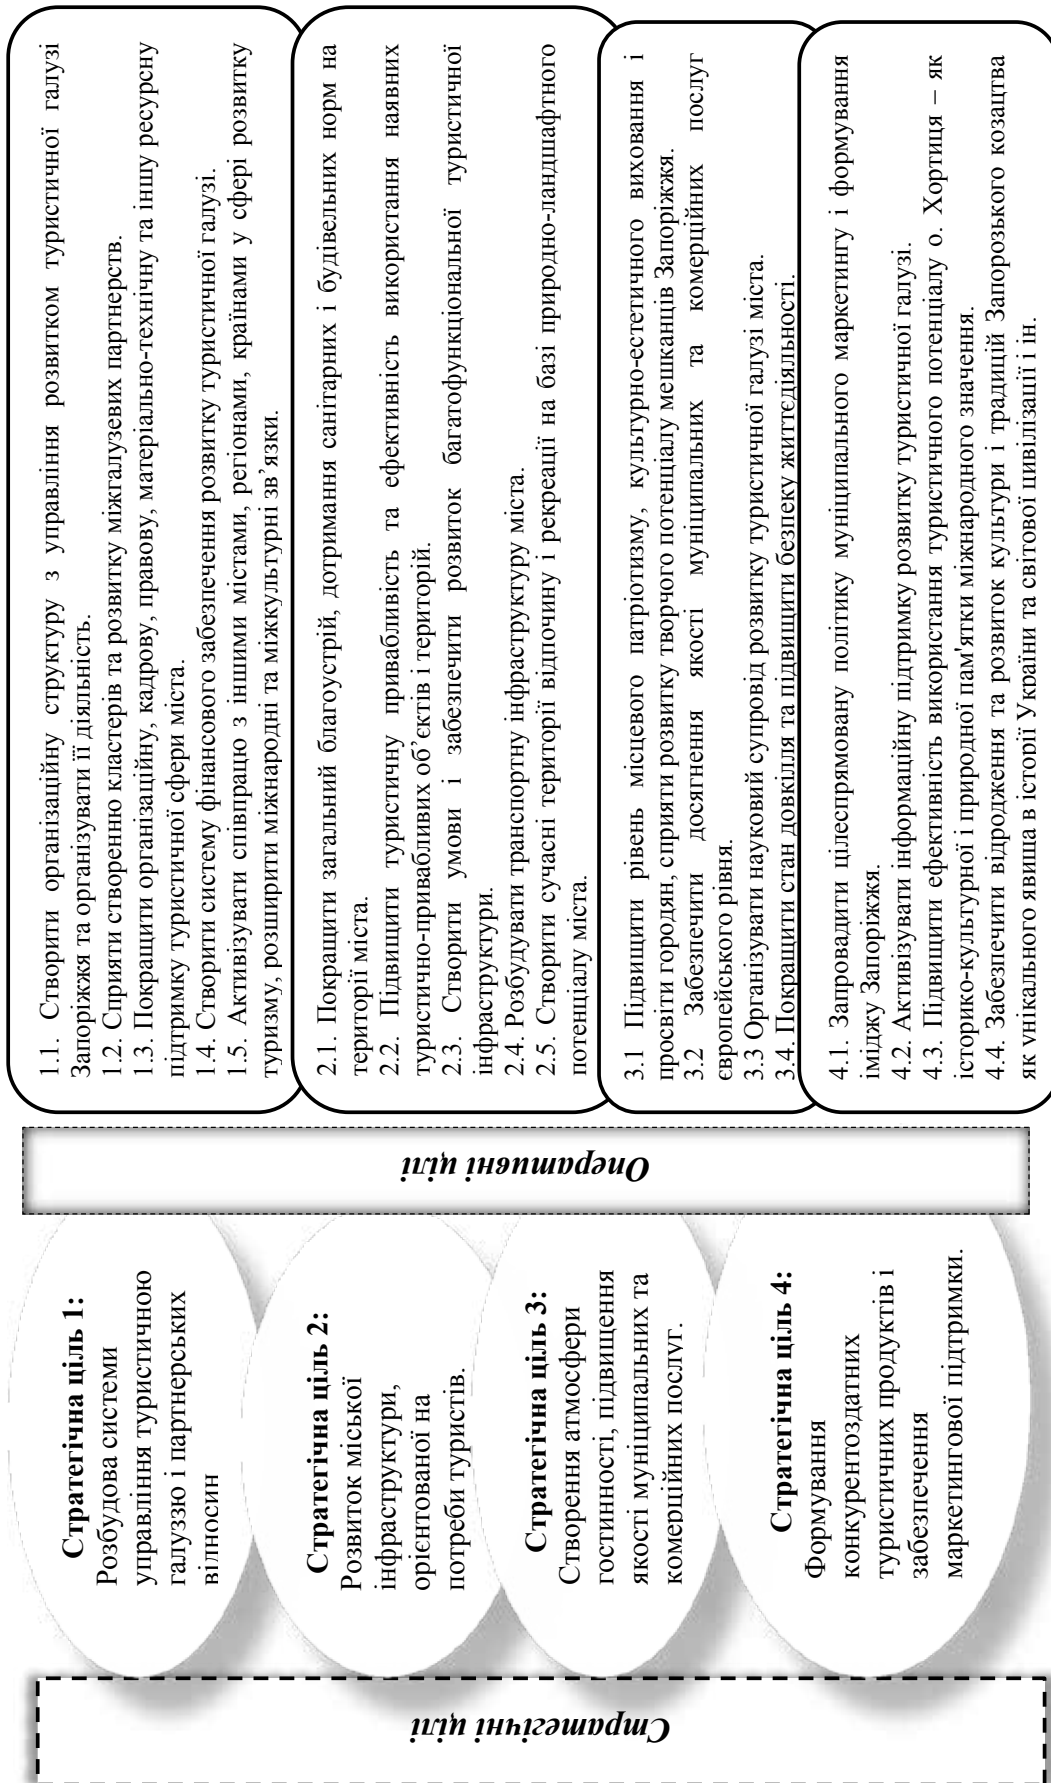 Стратегічні цілі
Стратегічна ціль 1:
Розбудова системи
управління туристичною
галуззю і партнерських
відносин
Стратегічна ціль 2:
Розвиток міської
інфраструктури,
орієнтованої на
потреби туристів.
Стратегічна ціль 3:
Створення атмосфери
гостинності, підвищення
якості муніципальних та
комерційних послуг.
Стратегічна ціль 4:
Формування
конкурентоздатних
туристичних продуктів і
забезпечення
маркетингової підтримки.
Оперативні цілі
1.1. Створити організаційну структуру з управління розвитком туристичної галузі
Запоріжжя та організувати її діяльність.
1.2. Сприяти створенню кластерів та розвитку міжгалузевих партнерств.
1.3. Покращити організаційну, кадрову, правову, матеріально-технічну та іншу ресурсну
підтримку туристичної сфери міста.
1.4. Створити систему фінансового забезпечення розвитку туристичної галузі.
1.5. Активізувати співпрацю з іншими містами, регіонами, країнами у сфері розвитку
туризму, розширити міжнародні та міжкультурні зв’язки.
2.1. Покращити загальний благоустрій, дотримання санітарних і будівельних норм на
території міста.
2.2. Підвищити туристичну привабливість та ефективність використання наявних
туристично-привабливих об’єктів і територій.
2.3. Створити умови і забезпечити розвиток багатофункціональної туристичної
інфраструктури.
2.4. Розбудувати транспортну інфраструктуру міста.
2.5. Створити сучасні території відпочинку і рекреації на базі природно-ландшафтного
потенціалу міста.
3.1 Підвищити рівень місцевого патріотизму, культурно-естетичного виховання і
просвіти городян, сприяти розвитку творчого потенціалу мешканців Запоріжжя.
3.2 Забезпечити досягнення якості муніципальних та комерційних послуг
європейського рівня.
3.3 Організувати науковий супровід розвитку туристичної галузі міста.
3.4. Покращити стан довкілля та підвищити безпеку життєдіяльності.
4.1. Запровадити цілеспрямовану політику муніципального маркетингу і формування
іміджу Запоріжжя.
4.2. Активізувати інформаційну підтримку розвитку туристичної галузі.
4.3. Підвищити ефективність використання туристичного потенціалу о. Хортиця – як
історико-культурної і природної пам'ятки міжнародного значення.
4.4. Забезпечити відродження та розвиток культури і традицій Запорозького козацтва
як унікального явища в історії України та світової цивілізації і ін.